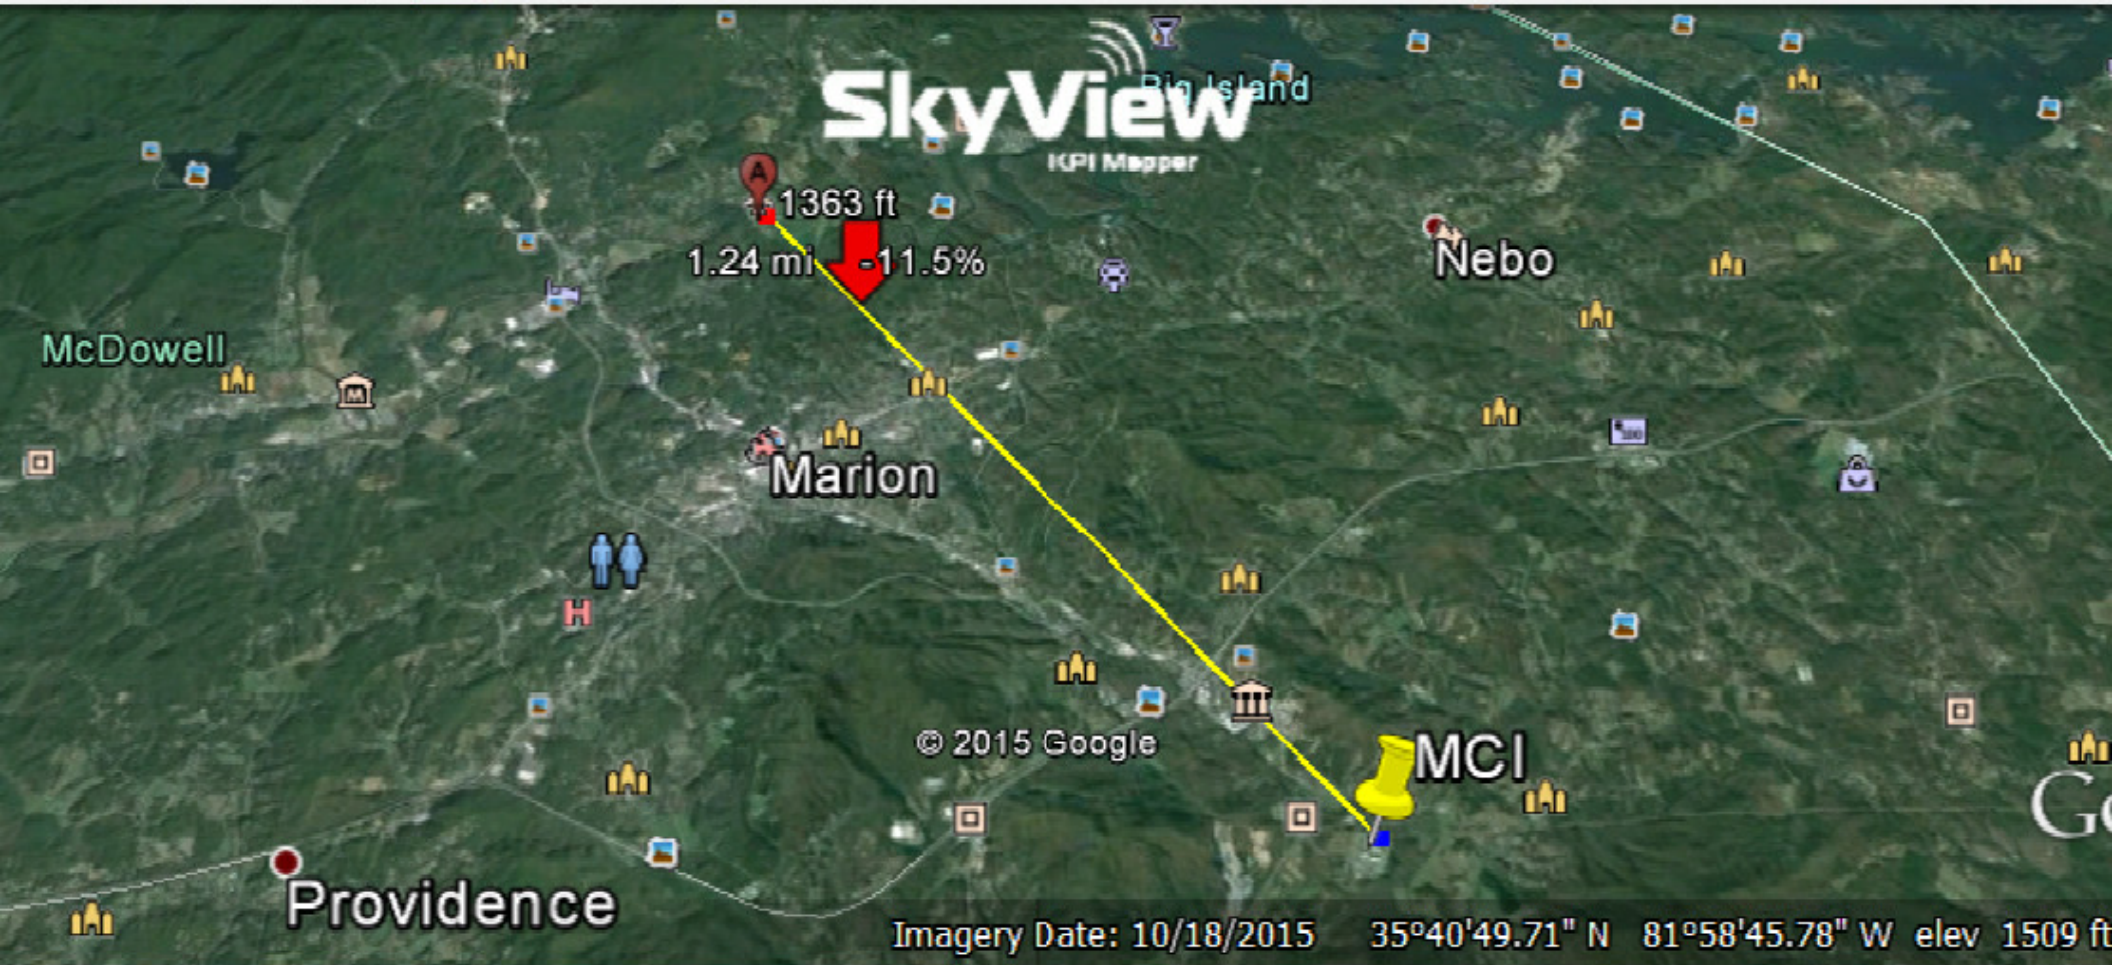 SkyView
KPI Mapper
Big Island
A
1363 ft
1.24 mi
-11.5%
Nebo
McDowell
M
Marion
H
© 2015 Google
MCI
Providence
Imagery Date: 10/18/2015 35°40'49.71" N 81°58'45.78" W elev 1509 ft